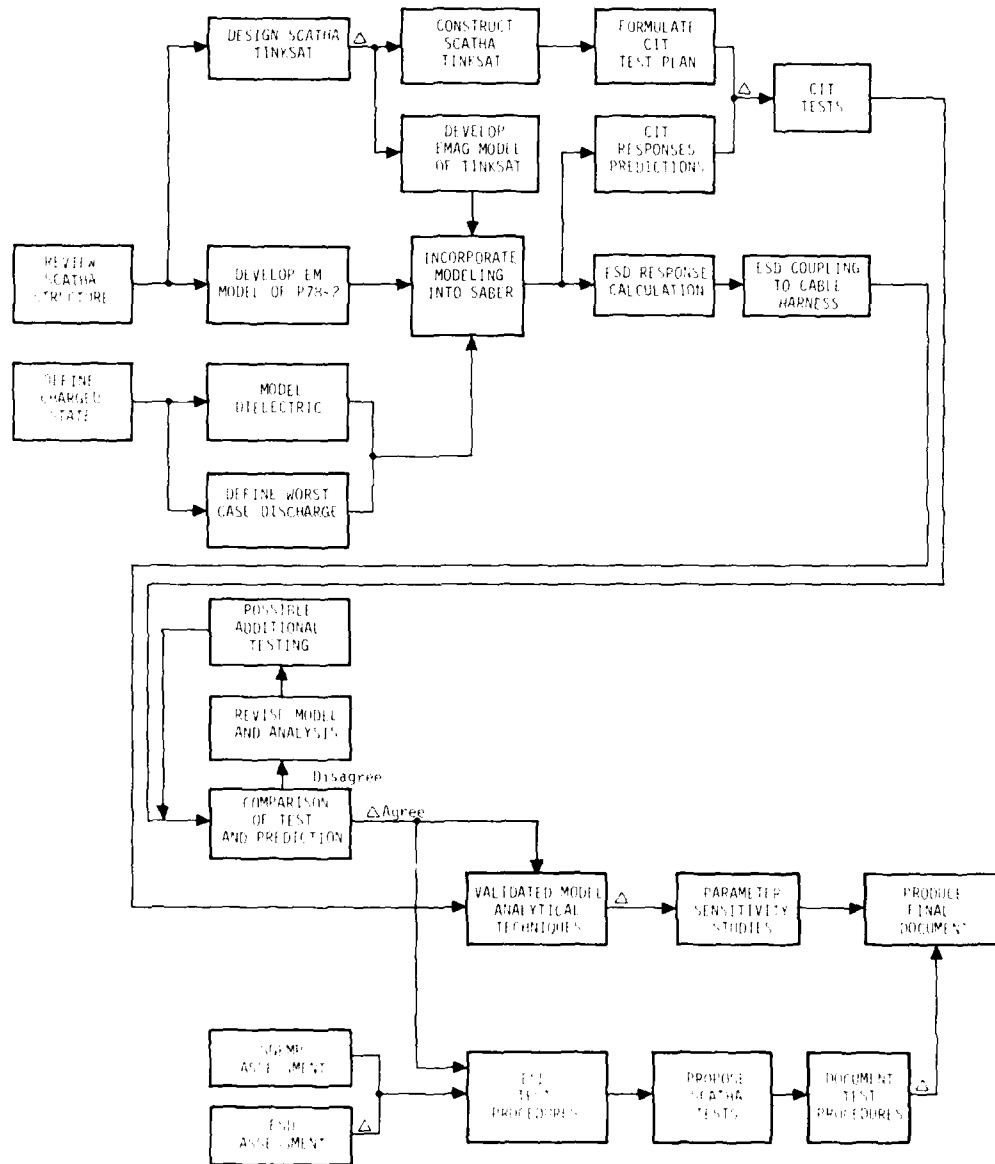 DESIGN SCATHA
TINKSAT
△
CONSTRUCT
SCATHA
TINKSAT
FORMULATE
CIT
TEST PLAN
△
CIT
TESTS
DEVELOP
EMAG MODEL
OF TINKSAT
CIT
RESPONSES
PREDICTIONS
REVIEW
SCATHA
STRUCTURE
DEVELOP EM
MODEL OF P78-2
INCORPORATE
MODELING
INTO SABER
ESD RESPONSE
CALCULATION
ESD COUPLING
TO CABLE
HARNESS
DEFINE
CHARGED
STATE
MODEL
DIELECTRIC
DEFINE WORST
CASE DISCHARGE
POSSIBLE
ADDITIONAL
TESTING
REVISE MODEL
AND ANALYSIS
Disagree
COMPARISON
OF TEST
AND PREDICTION
△ Agree
VALIDATED MODEL
ANALYTICAL
TECHNIQUES
△
PARAMETER
SENSITIVITY
STUDIES
PRODUCE
FINAL
DOCUMENT
SGEMP
ASSESSMENT
ESD
ASSESSMENT
△
ESD
TEST
PROCEDURES
PROPOSE
SCATHA
TESTS
DOCUMENT
TEST
PROCEDURES
△